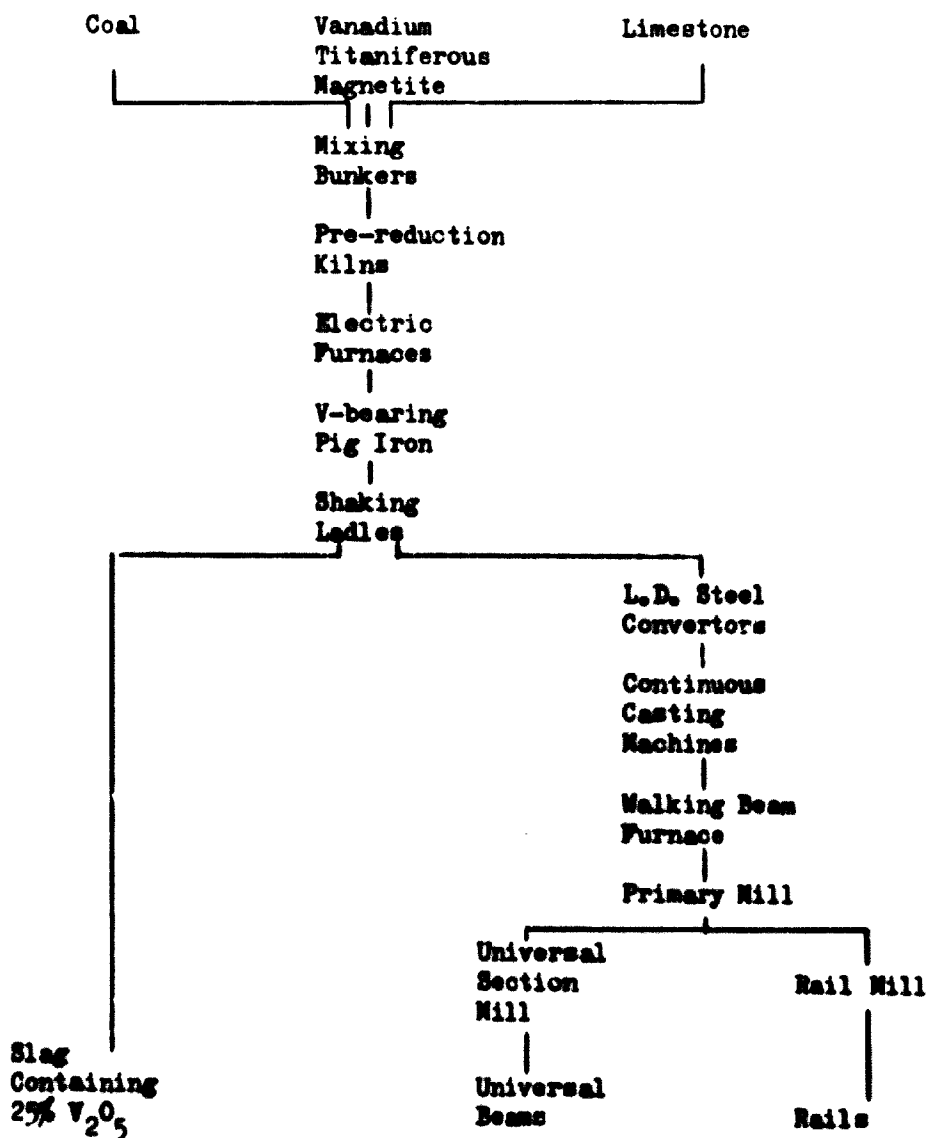 Coal
Vanadium
Titaniferous
Magnetite
Limestone
Mixing
Bunkers
Pre-reduction
Kilns
Electric
Furnaces
V-bearing
Pig Iron
Shaking
Ladles
L.D. Steel
Convertors
Continuous
Casting
Machines
Walking Beam
Furnace
Primary Mill
Universal
Section
Mill
Rail Mill
Slag
Containing
25% V₂O₅
Universal
Beams
Rails